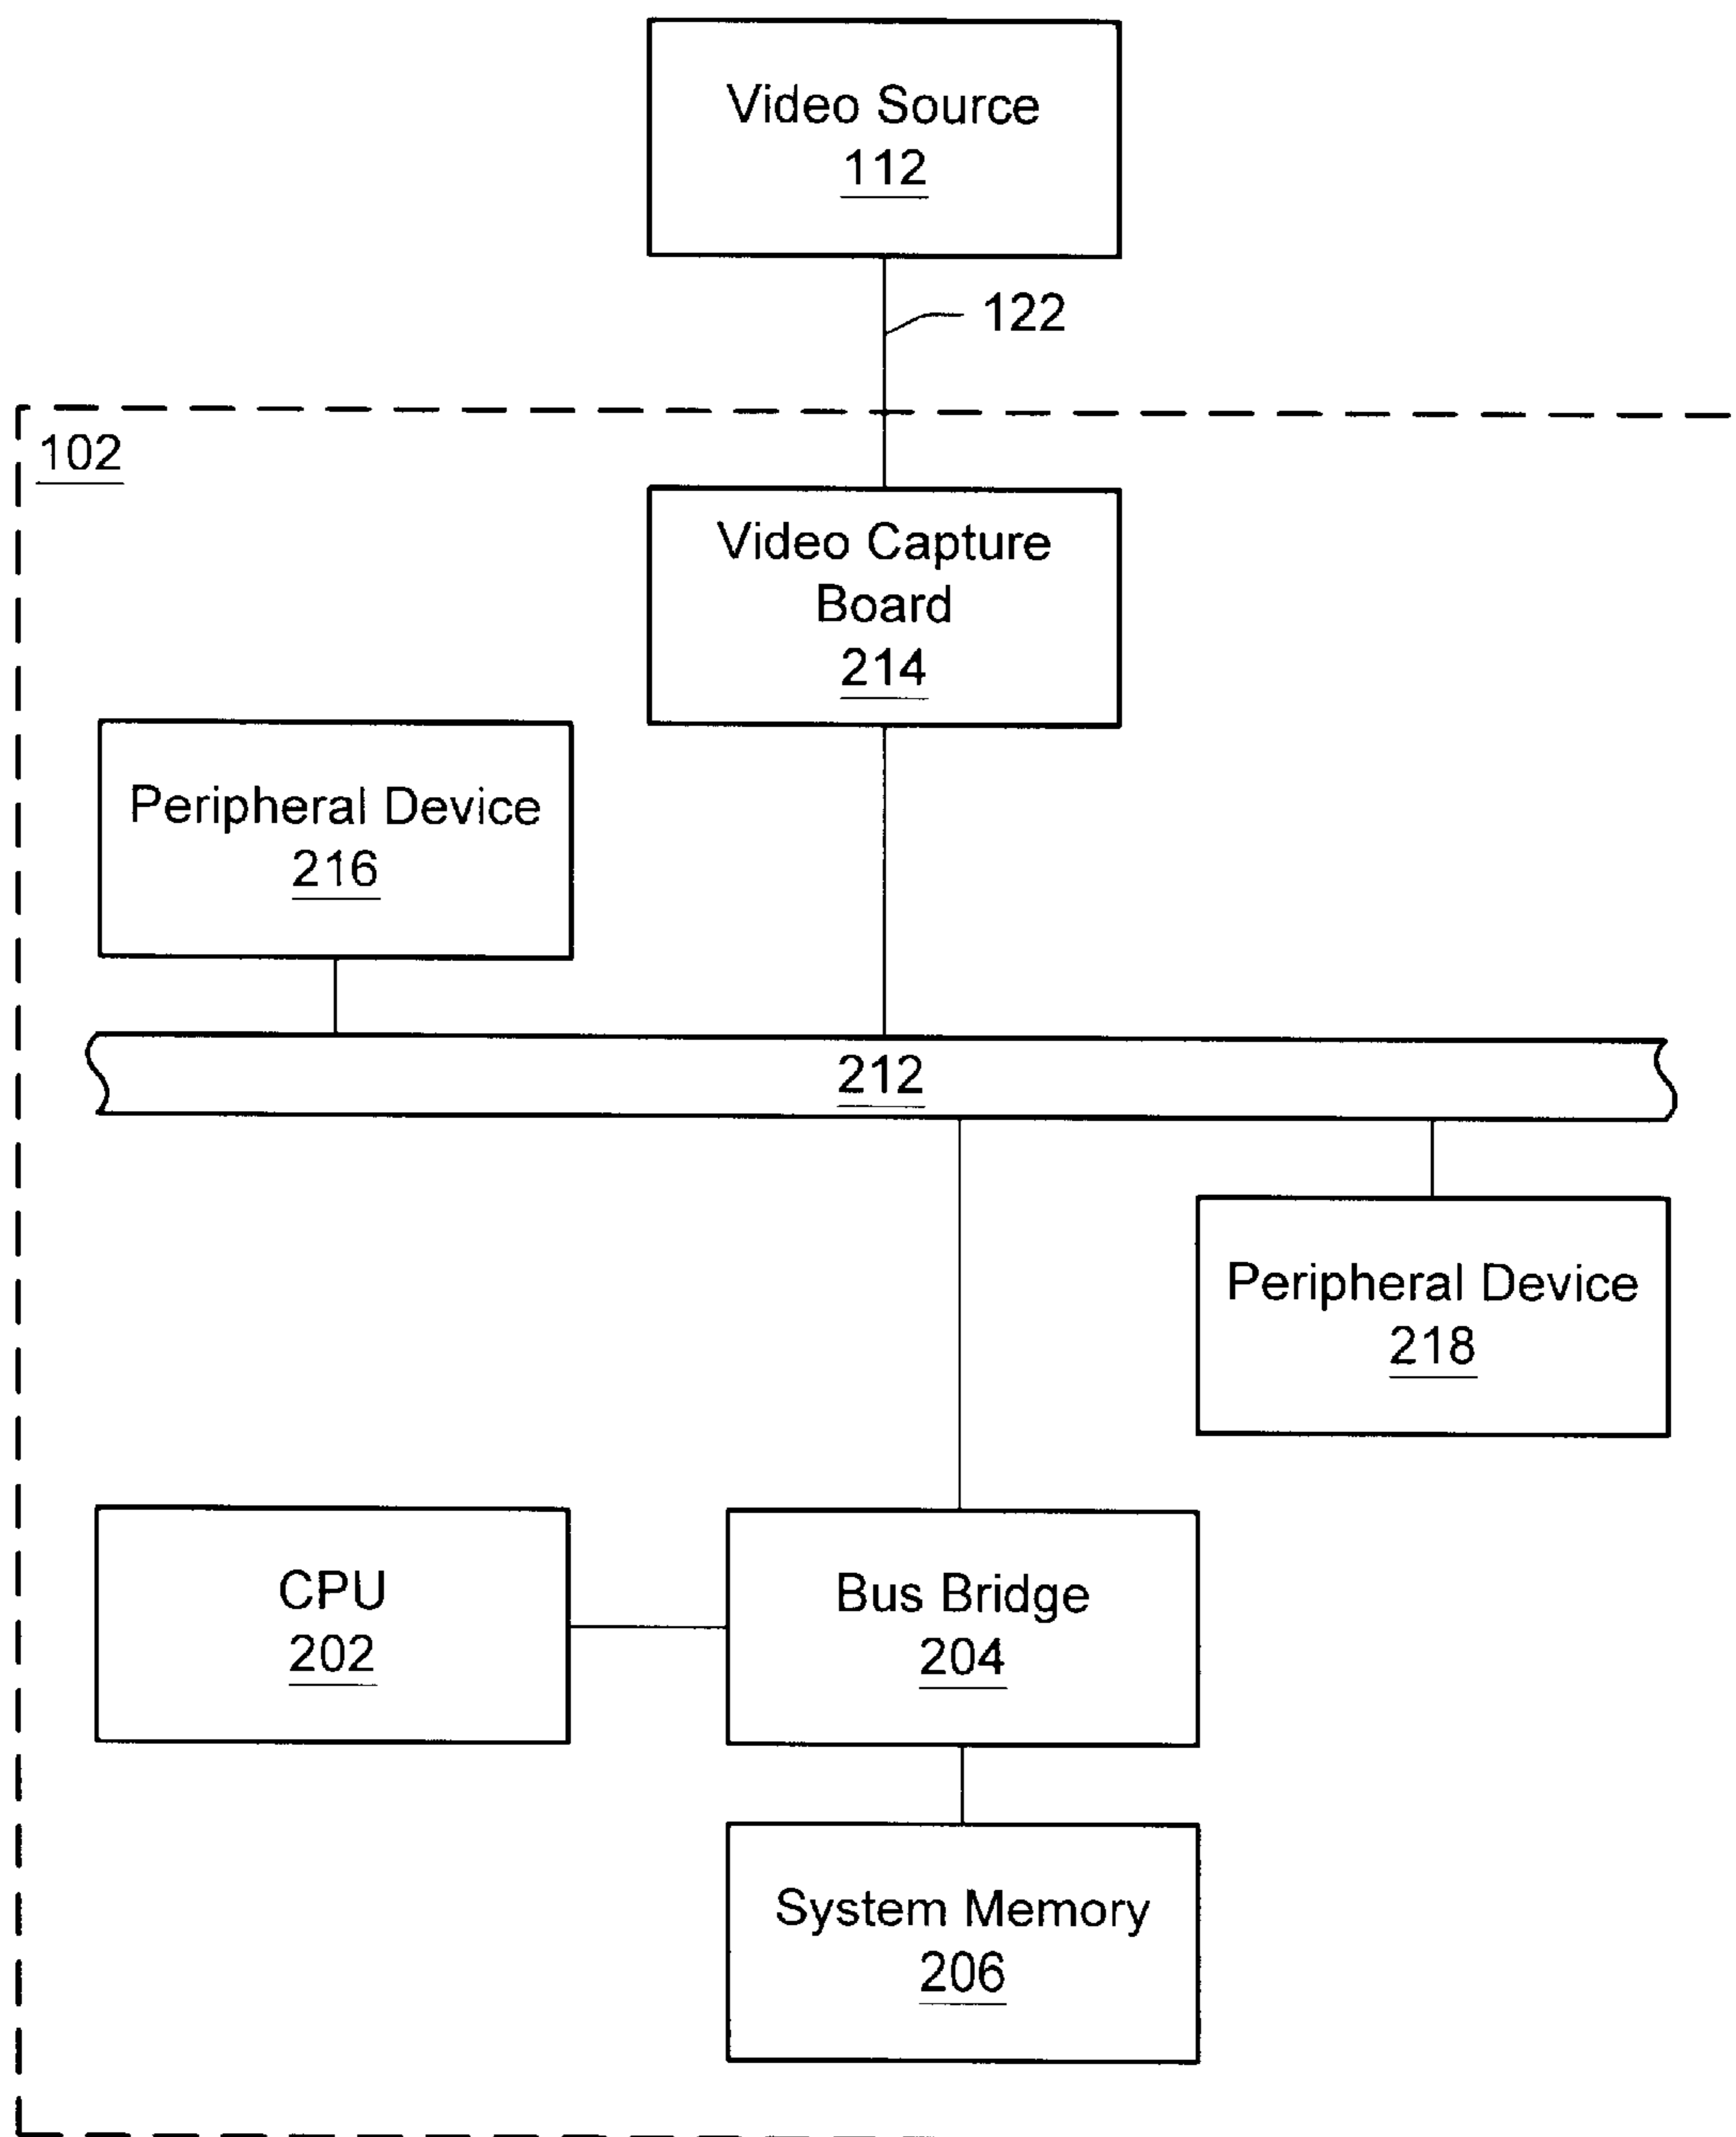 Video Source
112
122
102
Video Capture
Board
214
Peripheral Device
216
212
Peripheral Device
218
CPU
202
Bus Bridge
204
System Memory
206